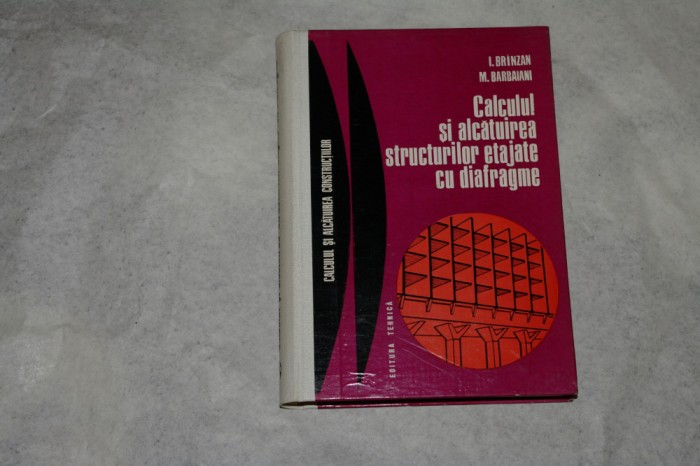 I. BRÎNZAN
M. BARBAIANI
Calculul
și alcătuirea
structurilor etajate
cu diafragme
CALCULUL ȘI ALCĂTUIREA CONSTRUCȚIILOR
EDITURA TEHNICĂ